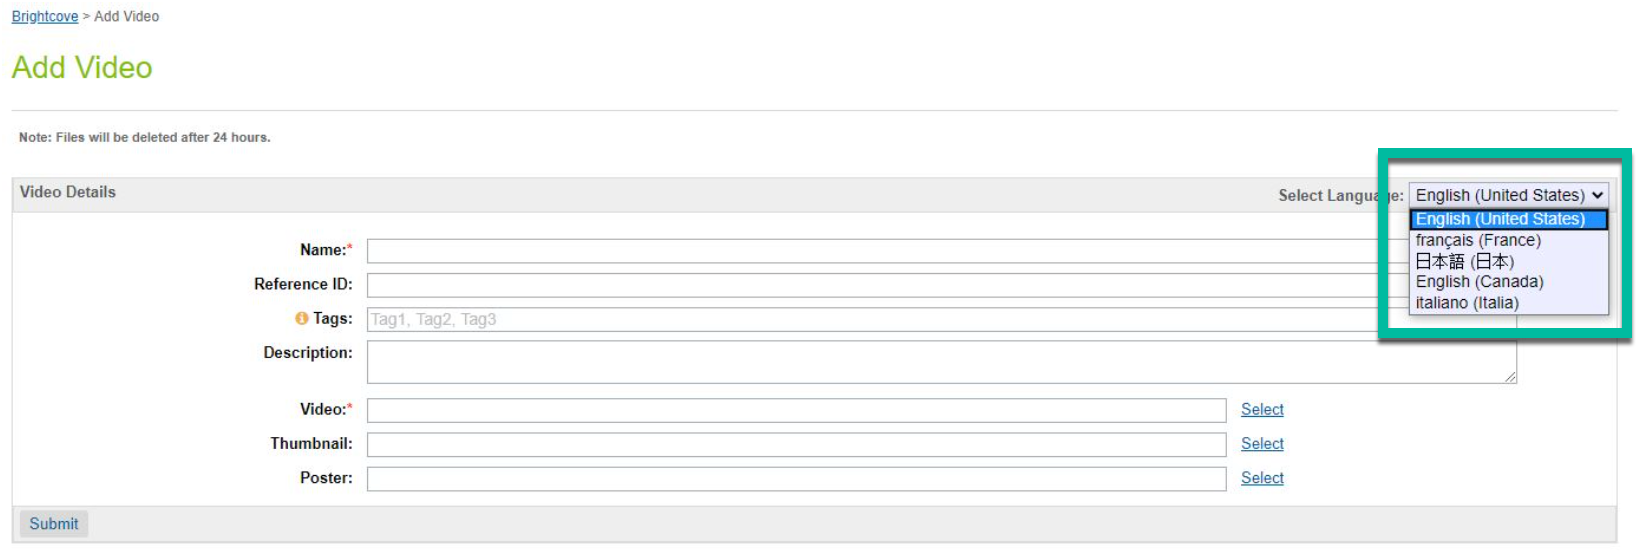 Brightcove > Add Video
Add Video
Note: Files will be deleted after 24 hours.
Video Details
Select Language: English (United States)
English (United States)
français (France)
日本語 (日本)
English (Canada)
italiano (Italia)
Name:*
Reference ID:
Tags: Tag1, Tag2, Tag3
Description:
Video:* Select
Thumbnail: Select
Poster: Select
Submit